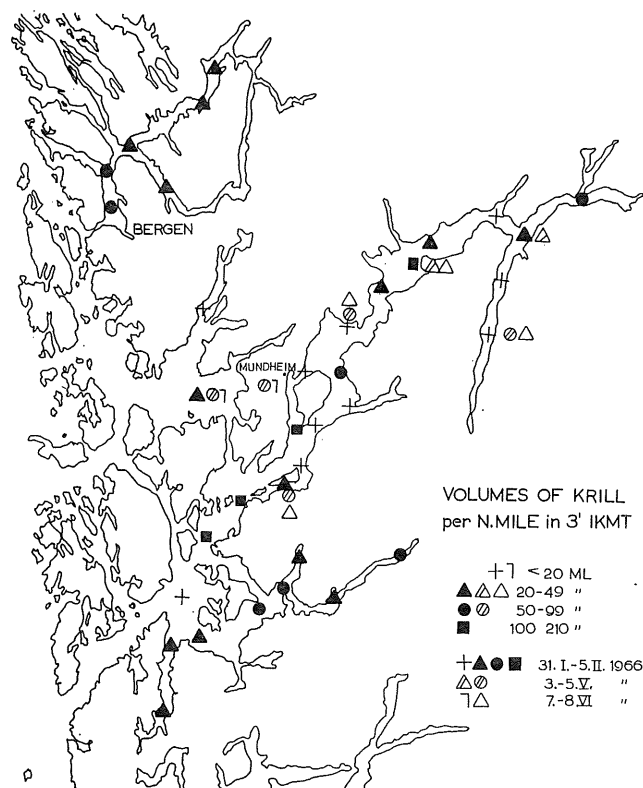 BERGEN
MUNDHEIM
VOLUMES OF KRILL
per N.MILE in 3' IKMT
< 20 ML
20-49 "
50-99 "
100 210 "
31. I.-5.II. 1966
3.-5.V. "
7.-8.VI "